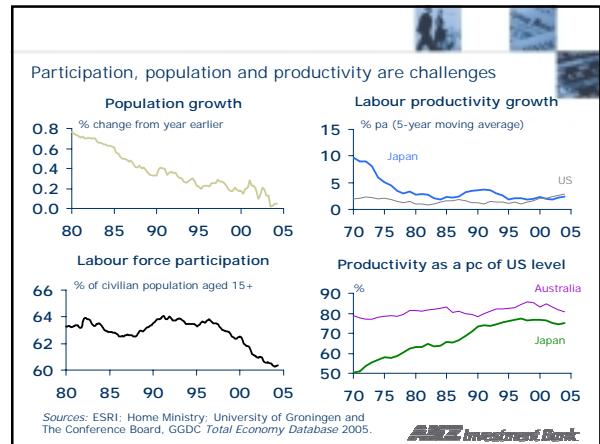 Participation, population and productivity are challenges
Population growth
% change from year earlier
0.8
0.6
0.4
0.2
0.0
80 85 90 95 00 05
Labour productivity growth
% pa (5-year moving average)
15
10
5
0
Japan
US
70 75 80 85 90 95 00 05
Labour force participation
% of civilian population aged 15+
66
64
62
60
80 85 90 95 00 05
Productivity as a pc of US level
%
90
80
70
60
50
Australia
Japan
70 75 80 85 90 95 00 05
Sources: ESRI; Home Ministry; University of Groningen and
The Conference Board, GGDC Total Economy Database 2005.
ANZ Investment Bank